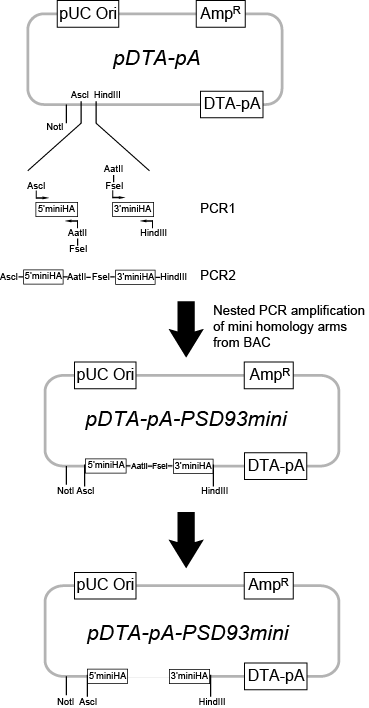 pUC Ori
AmpR
pDTA-pA
AscI HindIII
DTA-pA
NotI
AatII
AscI
FseI
5'miniHA
3'miniHA
PCR1
AatII
HindIII
FseI
AscI 5'miniHA AatII FseI 3'miniHA HindIII
PCR2
Nested PCR amplification
of mini homology arms
from BAC
pUC Ori
AmpR
pDTA-pA-PSD93mini
5'miniHA AatII FseI 3'miniHA
DTA-pA
NotI AscI
HindIII
pUC Ori
AmpR
pDTA-pA-PSD93mini
5'miniHA
3'miniHA
DTA-pA
NotI AscI
HindIII